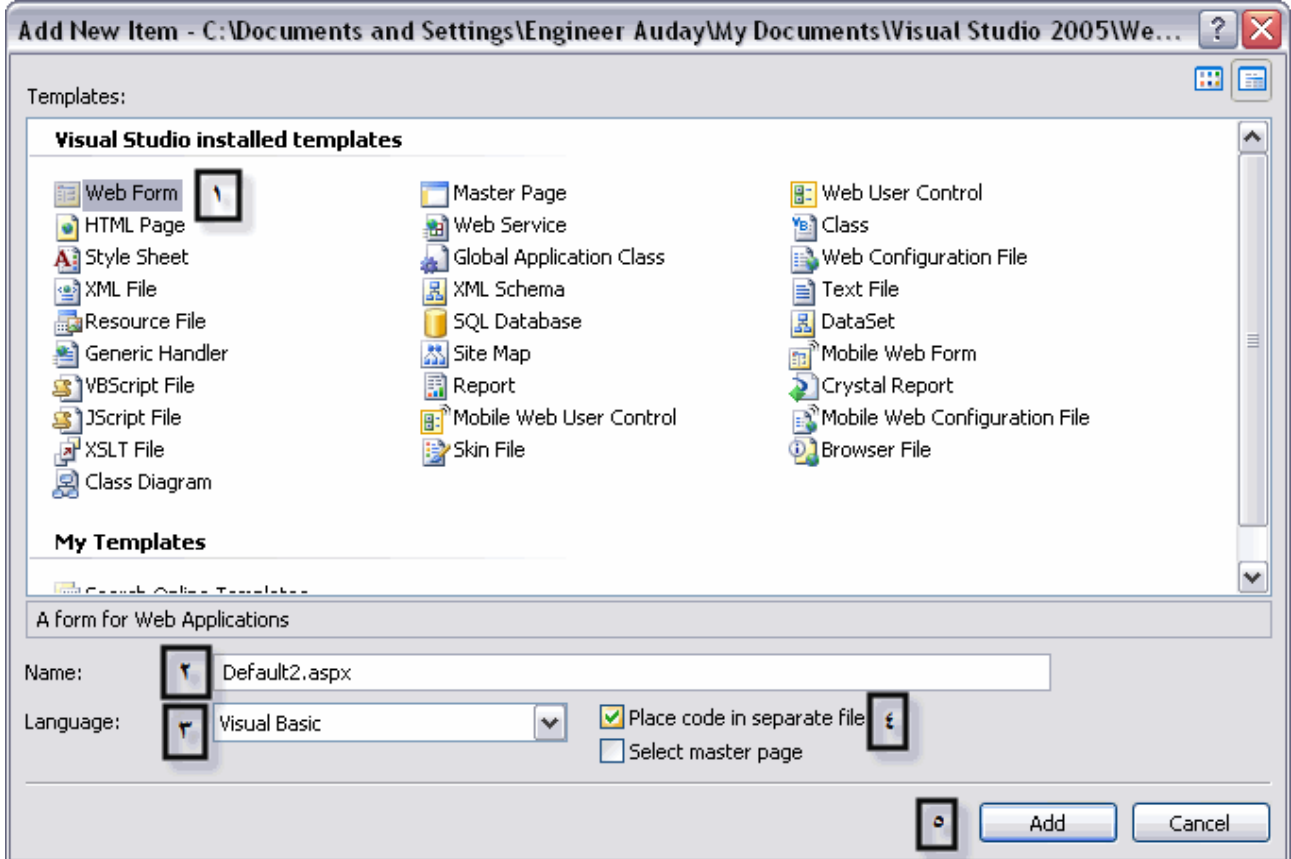 Add New Item - C:\Documents and Settings\Engineer Auday\My Documents\Visual Studio 2005\We...
Templates:
Visual Studio installed templates
Web Form ١ Master Page Web User Control
HTML Page Web Service Class
Style Sheet Global Application Class Web Configuration File
XML File XML Schema Text File
Resource File SQL Database DataSet
Generic Handler Site Map Mobile Web Form
VBScript File Report Crystal Report
JScript File Mobile Web User Control Mobile Web Configuration File
XSLT File Skin File Browser File
Class Diagram
My Templates
Search Online Templates
A form for Web Applications
Name: ٢ Default2.aspx
Language: ٣ Visual Basic Place code in separate file ٤
Select master page
٥ Add Cancel